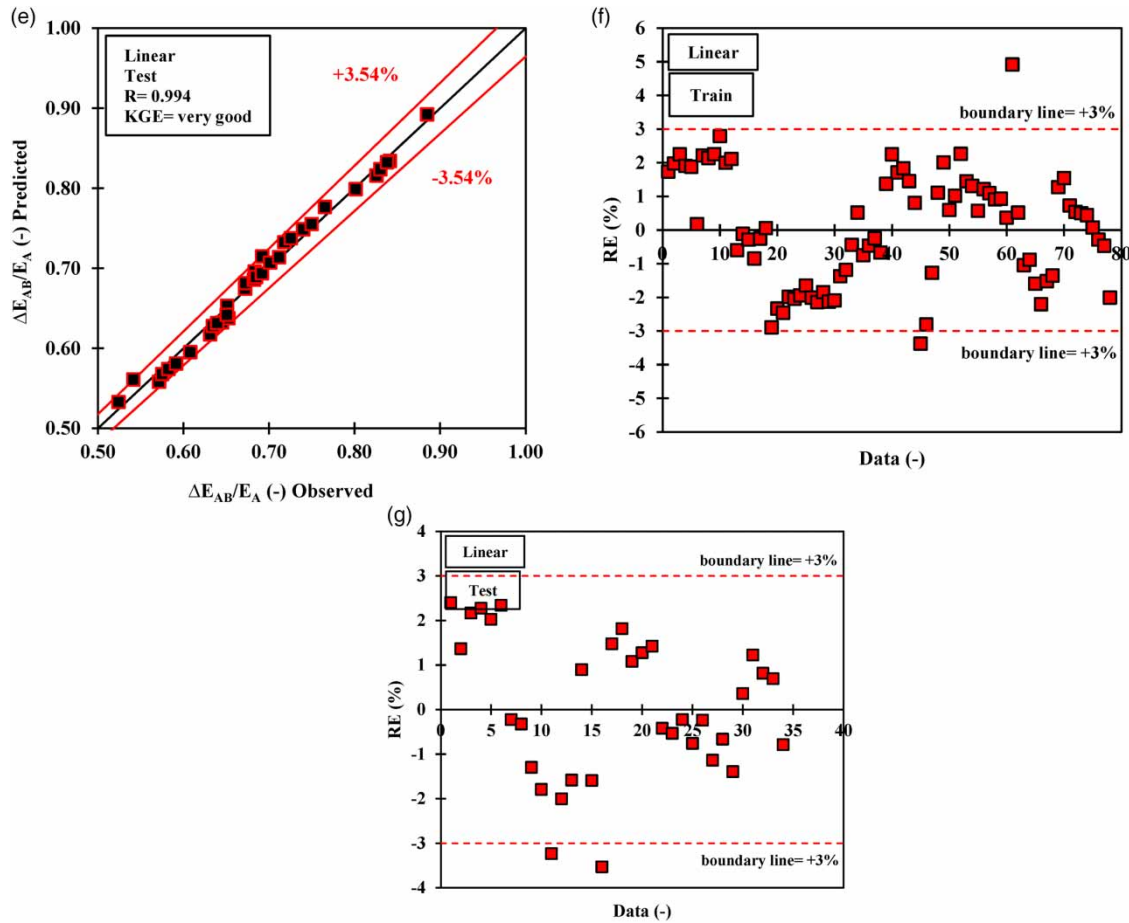 (e)
1.00
0.90
0.80
0.70
0.60
0.50
ΔE_AB/E_A (-) Predicted
Linear
Test
R= 0.994
KGE= very good
+3.54%
-3.54%
0.50 0.60 0.70 0.80 0.90 1.00
ΔE_AB/E_A (-) Observed
(f)
6
5
4
3
2
1
0
-1
-2
-3
-4
-5
-6
RE (%)
Linear
Train
boundary line= +3%
0 10 20 30 40 50 60 70 80
boundary line= +3%
Data (-)
(g)
4
3
2
1
0
-1
-2
-3
-4
RE (%)
Linear
Test
boundary line= +3%
0 5 10 15 20 25 30 35 40
boundary line= +3%
Data (-)